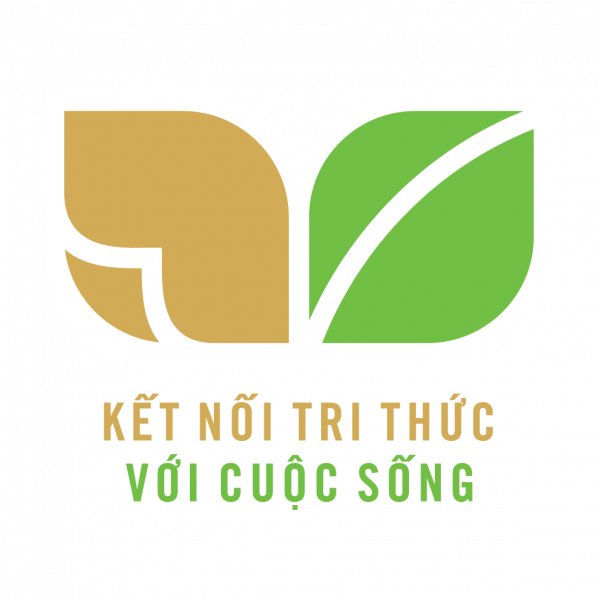 KẾT NỐI TRI THỨC
VỚI CUỘC SỐNG